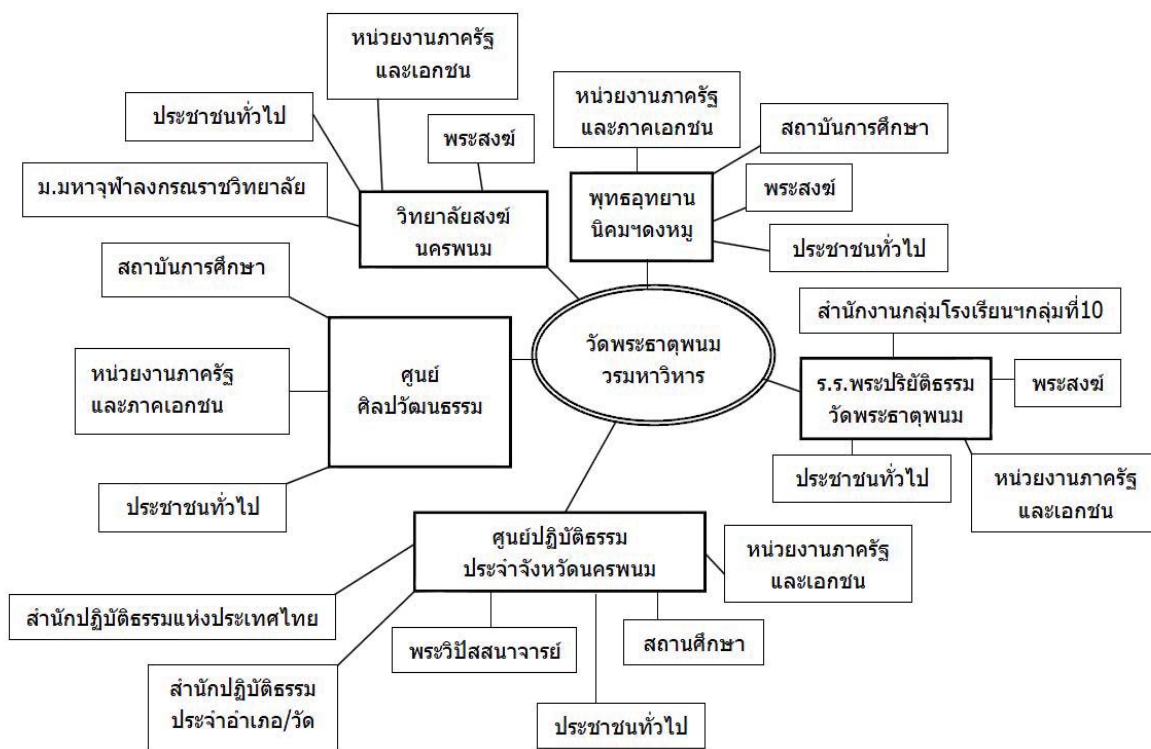 หน่วยงานภาครัฐ
และเอกชน
ประชาชนทั่วไป
พระสงฆ์
ม.มหาจุฬาลงกรณราชวิทยาลัย
วิทยาลัยสงฆ์
นครพนม
หน่วยงานภาครัฐ
และภาคเอกชน
สถาบันการศึกษา
พระสงฆ์
พุทธอุทยาน
นิคมฯดงหมู
ประชาชนทั่วไป
สถาบันการศึกษา
หน่วยงานภาครัฐ
และภาคเอกชน
ศูนย์
ศิลปวัฒนธรรม
ประชาชนทั่วไป
วัดพระธาตุพนม
วรมหาวิหาร
สำนักงานกลุ่มโรงเรียนฯกลุ่มที่10
ร.ร.พระปริยัติธรรม
วัดพระธาตุพนม
พระสงฆ์
ประชาชนทั่วไป
หน่วยงานภาครัฐ
และเอกชน
ศูนย์ปฏิบัติธรรม
ประจำจังหวัดนครพนม
หน่วยงานภาครัฐ
และเอกชน
สำนักปฏิบัติธรรมแห่งประเทศไทย
พระวิปัสสนาจารย์
สถานศึกษา
สำนักปฏิบัติธรรม
ประจำอำเภอ/วัด
ประชาชนทั่วไป